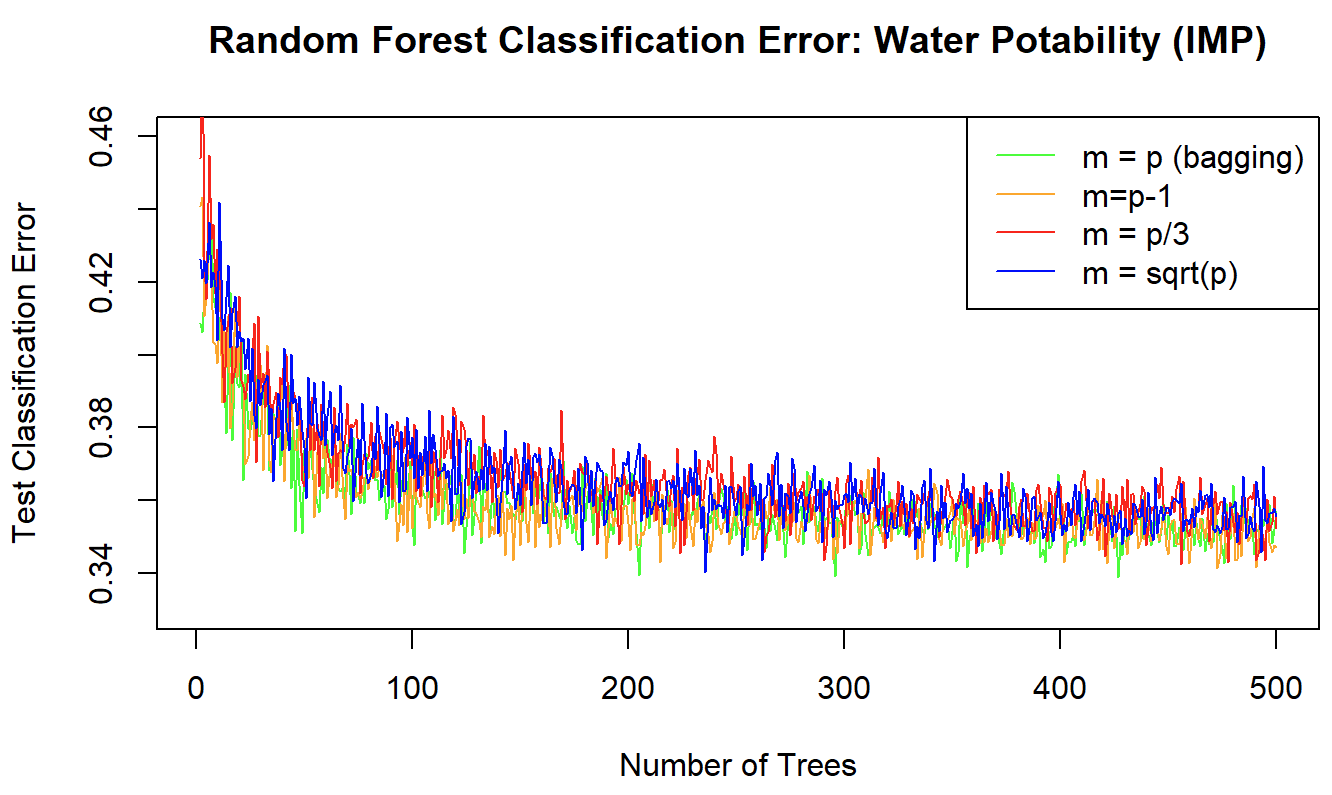 Random Forest Classification Error: Water Potability (IMP)
Test Classification Error
0.46
0.42
0.38
0.34
m = p (bagging)
m=p-1
m = p/3
m = sqrt(p)
0 100 200 300 400 500
Number of Trees